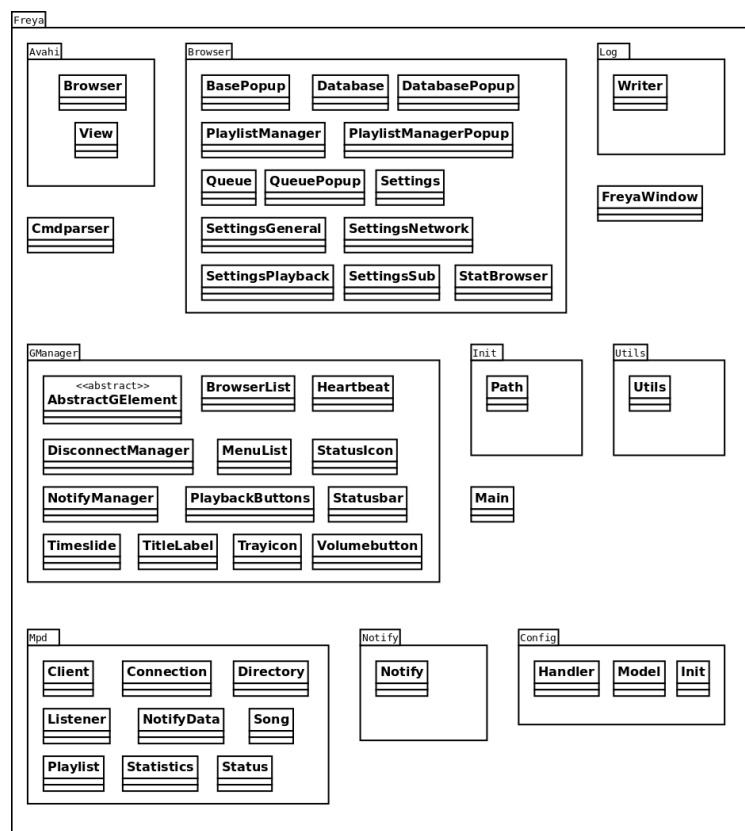 Freya
Avahi
Browser
View
Browser
BasePopup
Database
DatabasePopup
PlaylistManager
PlaylistManagerPopup
Queue
QueuePopup
Settings
SettingsGeneral
SettingsNetwork
SettingsPlayback
SettingsSub
StatBrowser
Log
Writer
Cmdparser
FreyaWindow
GManager
<<abstract>>
AbstractGElement
BrowserList
Heartbeat
DisconnectManager
MenuList
StatusIcon
NotifyManager
PlaybackButtons
Statusbar
Timeslide
TitleLabel
Trayicon
Volumebutton
Init
Path
Utils
Utils
Main
Mpd
Client
Connection
Directory
Listener
NotifyData
Song
Playlist
Statistics
Status
Notify
Notify
Config
Handler
Model
Init